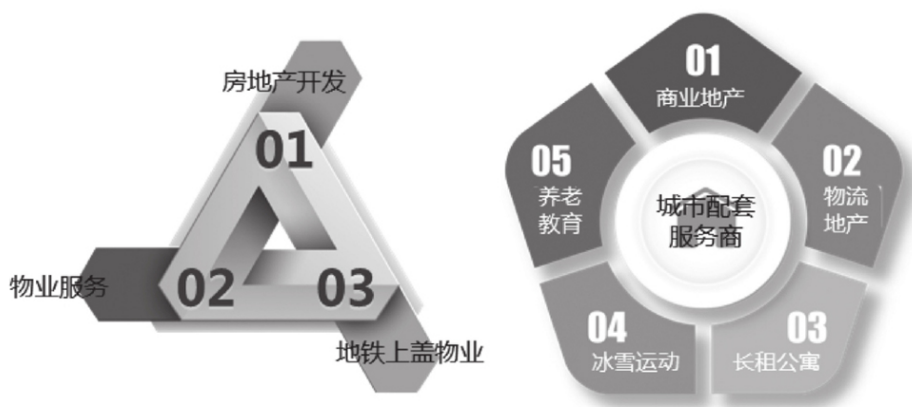 房地产开发
01
物业服务
02
03
地铁上盖物业
01
商业地产
02
物流
地产
03
长租公寓
04
冰雪运动
05
养老
教育
城市配套
服务商